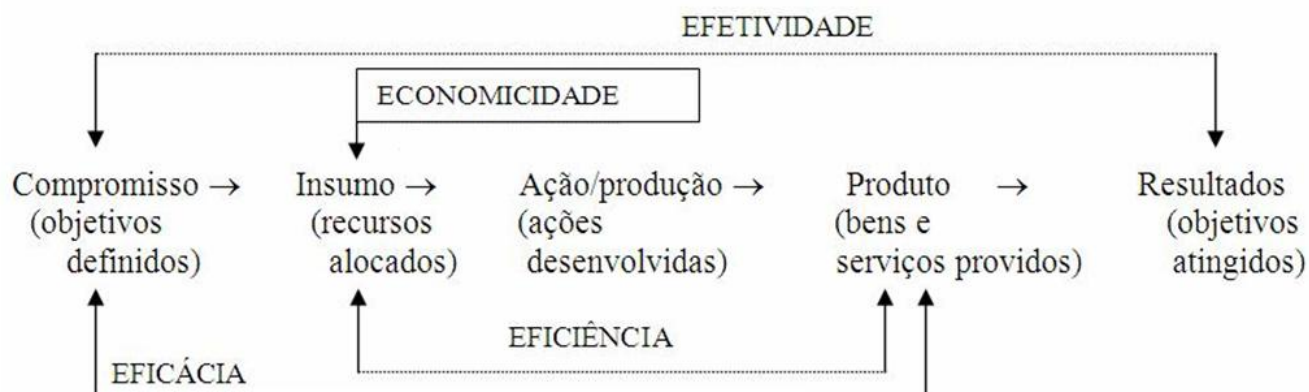 EFETIVIDADE
ECONOMICIDADE
Compromisso → Insumo → Ação/produção → Produto → Resultados
(objetivos (recursos (ações (bens e (objetivos
definidos) alocados) desenvolvidas) serviços providos) atingidos)
EFICIÊNCIA
EFICÁCIA